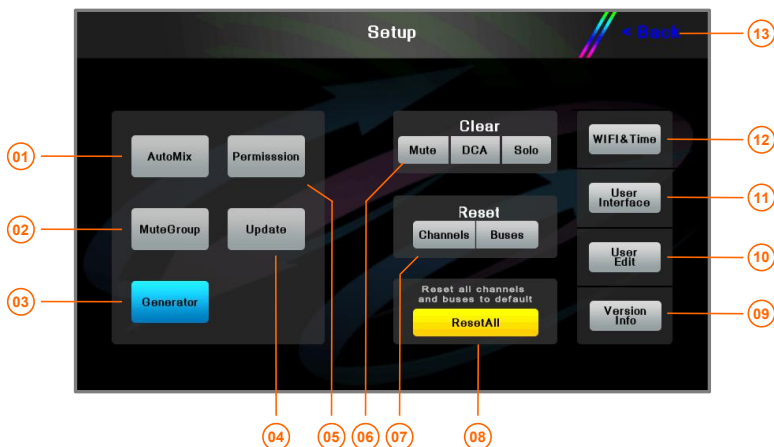 Setup
< Back
13
Clear
Mute DCA Solo
WIFI&Time
12
01
AutoMix
Permisssion
User
Interface
11
Reset
Channels Buses
02
MuteGroup
Update
User
Edit
10
03
Generator
Reset all channels
and buses to default
ResetAll
Version
Info
09
04
05
06
07
08